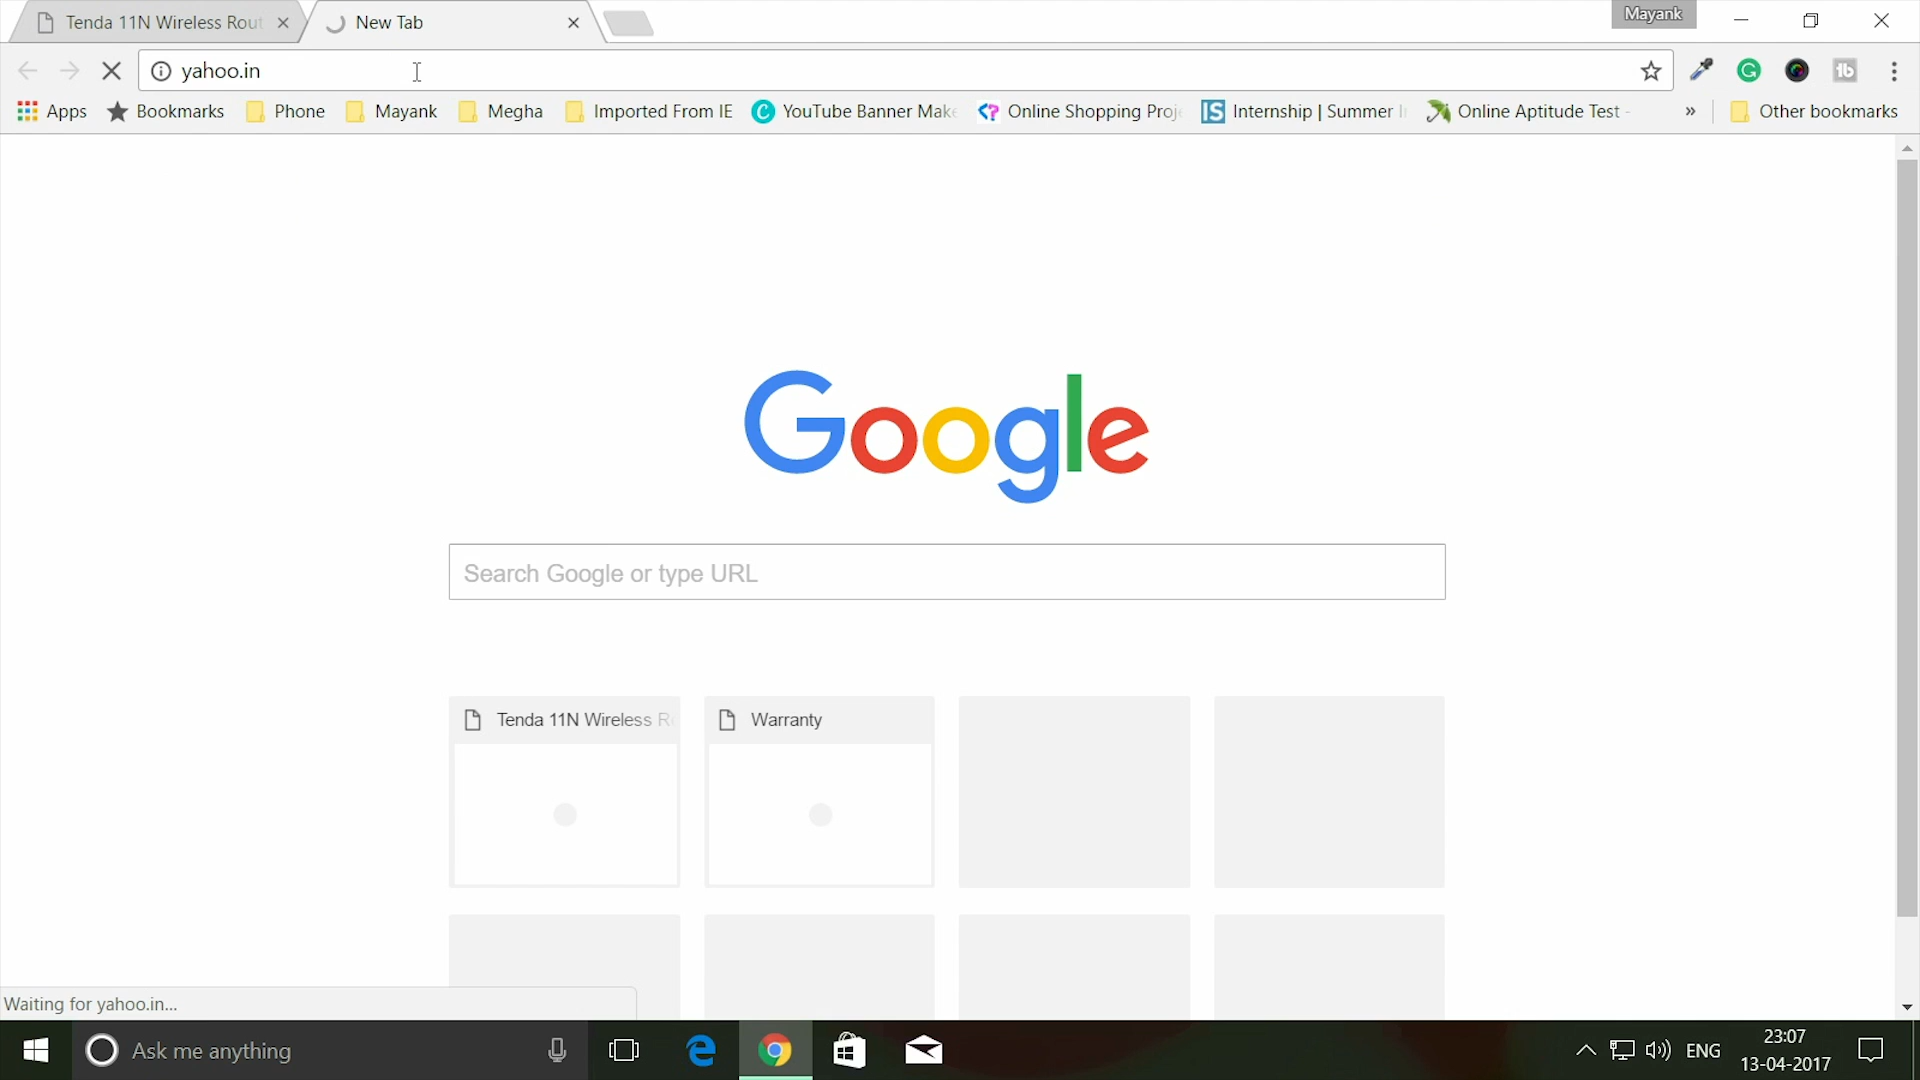 Tenda 11N Wireless Rout
New Tab
Mayank
yahoo.in
Apps
Bookmarks
Phone
Mayank
Megha
Imported From IE
YouTube Banner Make
Online Shopping Proje
Internship | Summer I
Online Aptitude Test -
»
Other bookmarks
Google
Search Google or type URL
Tenda 11N Wireless Ro
Warranty
Waiting for yahoo.in...
Ask me anything
ENG
23:07
13-04-2017